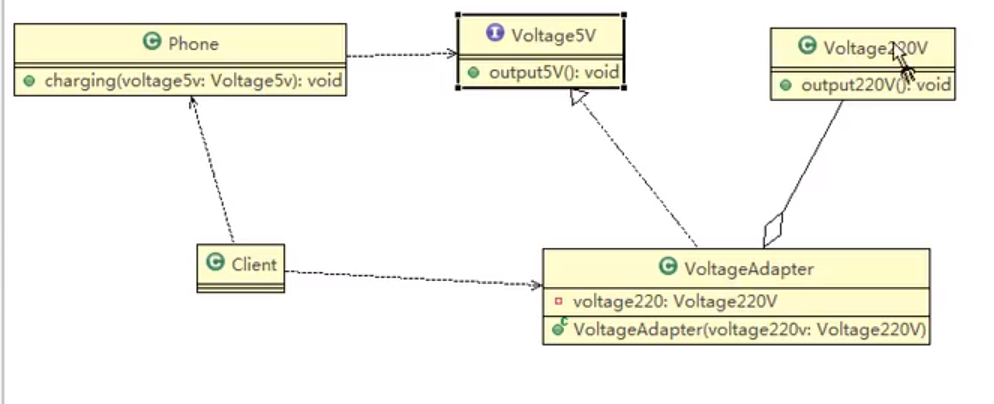 Phone
charging(voltage5v: Voltage5v): void
Voltage5V
output5V(): void
Voltage220V
output220V(): void
Client
VoltageAdapter
voltage220: Voltage220V
VoltageAdapter(voltage220v: Voltage220V)